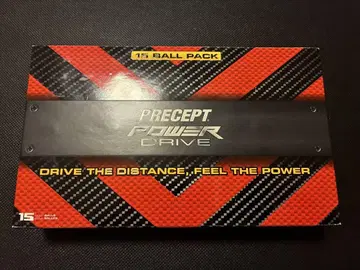 15 BALL PACK
PRECEPT
POWER
DRIVE
DRIVE THE DISTANCE, FEEL THE POWER
15